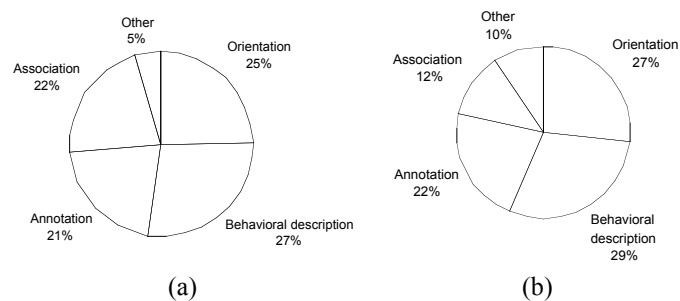 Other
5%
Orientation
25%
Association
22%
Annotation
21%
Behavioral description
27%
(a)
Other
10%
Orientation
27%
Association
12%
Annotation
22%
Behavioral
description
29%
(b)